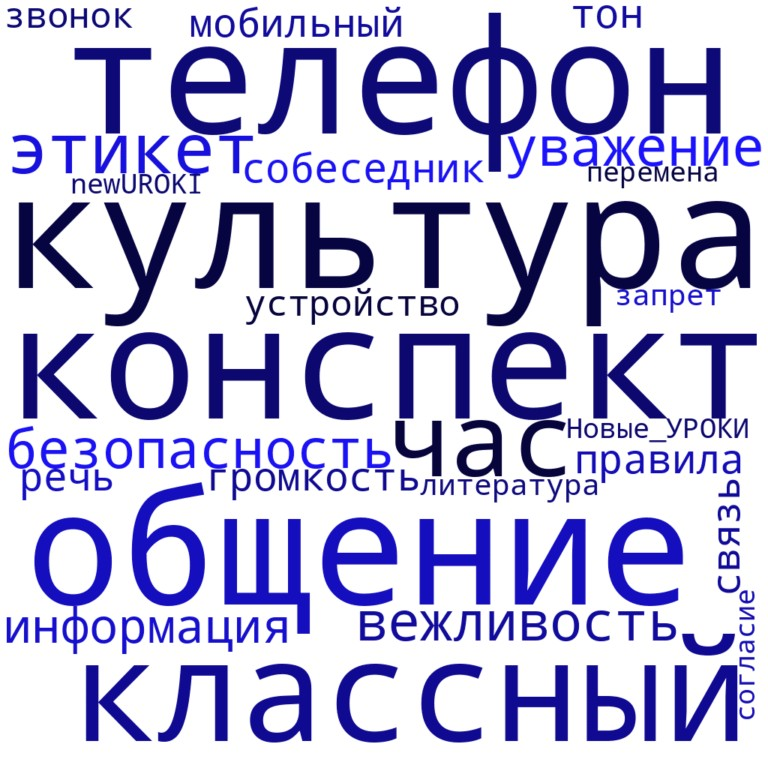 звонок
мобильный
тон
телефон
этикет
собеседник
уважение
newUROKI
перемена
культура
устройство
запрет
конспект
час
Новые_УРОКИ
безопасность
правила
речь
громкость
литература
связь
общение
информация
вежливость
согласие
классный